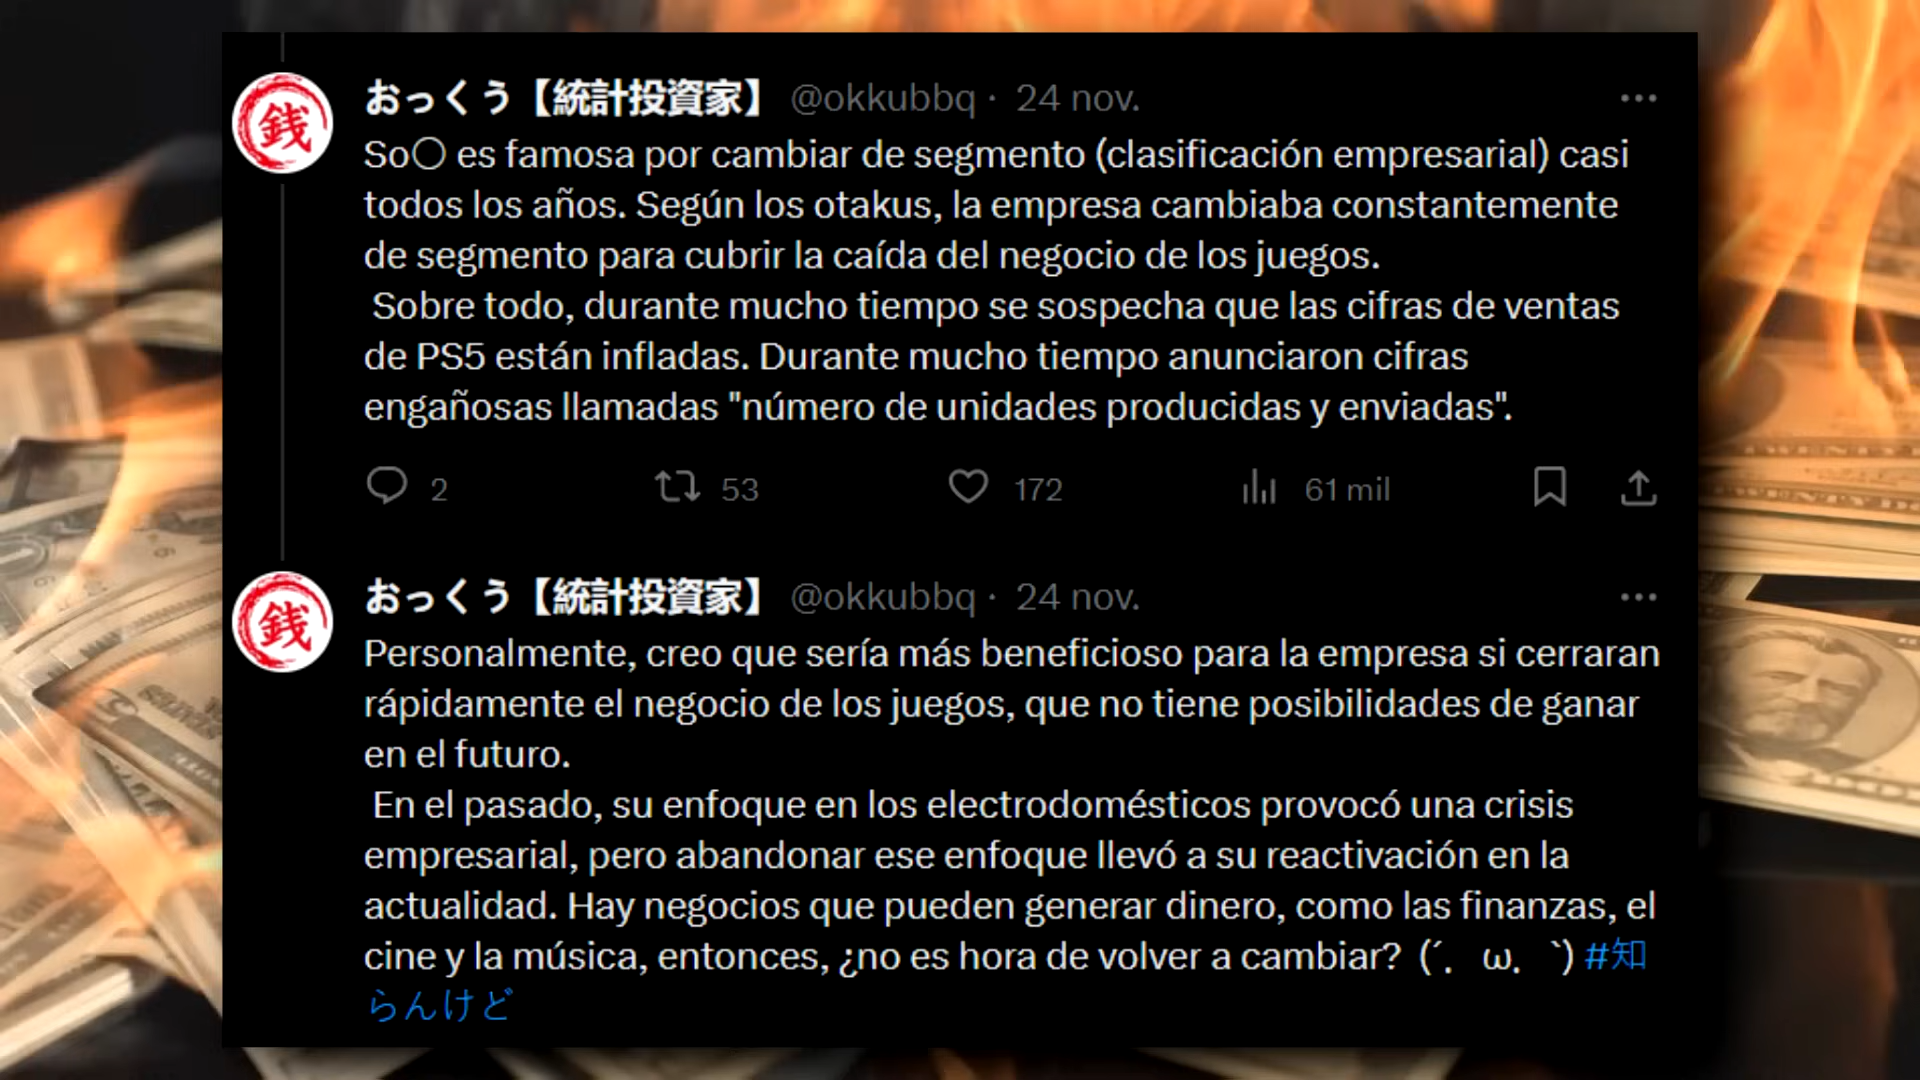 銭
おっくう【統計投資家】 @okkubbq · 24 nov.
So〇 es famosa por cambiar de segmento (clasificación empresarial) casi
todos los años. Según los otakus, la empresa cambiaba constantemente
de segmento para cubrir la caída del negocio de los juegos.
Sobre todo, durante mucho tiempo se sospecha que las cifras de ventas
de PS5 están infladas. Durante mucho tiempo anunciaron cifras
engañosas llamadas "número de unidades producidas y enviadas".
2 53 172 61 mil
銭
おっくう【統計投資家】 @okkubbq · 24 nov.
Personalmente, creo que sería más beneficioso para la empresa si cerraran
rápidamente el negocio de los juegos, que no tiene posibilidades de ganar
en el futuro.
En el pasado, su enfoque en los electrodomésticos provocó una crisis
empresarial, pero abandonar ese enfoque llevó a su reactivación en la
actualidad. Hay negocios que pueden generar dinero, como las finanzas, el
cine y la música, entonces, ¿no es hora de volver a cambiar? (´．ω．`) #知
らんけど